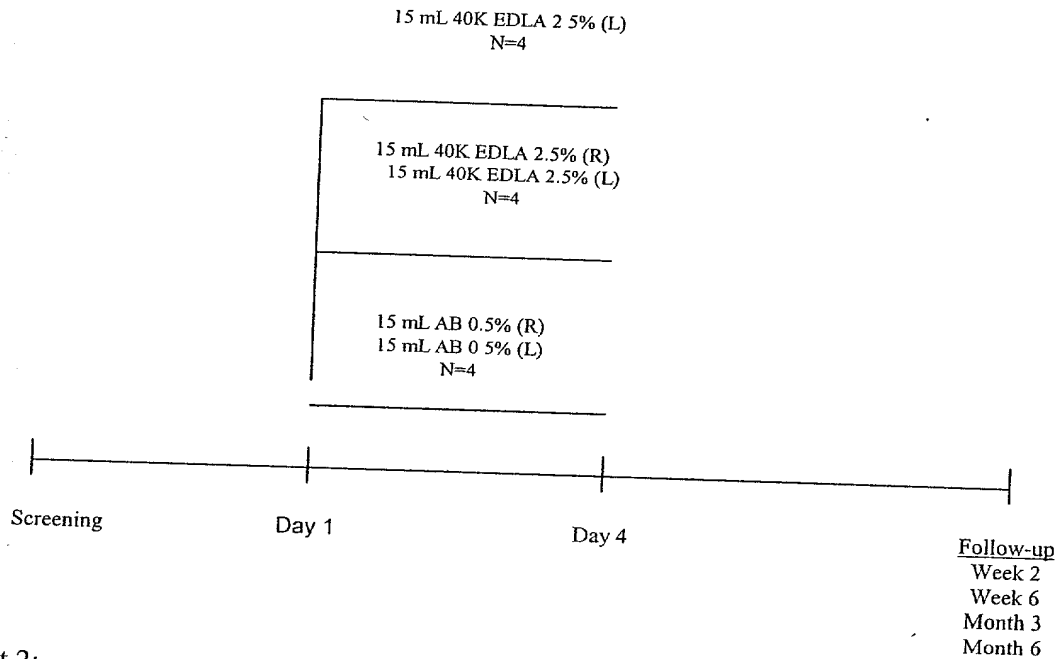 15 mL 40K EDLA 2 5% (L)
N=4
15 mL 40K EDLA 2.5% (R)
15 mL 40K EDLA 2.5% (L)
N=4
15 mL AB 0.5% (R)
15 mL AB 0 5% (L)
N=4
Screening
Day 1
Day 4
Follow-up
Week 2
Week 6
Month 3
Month 6
t 2: